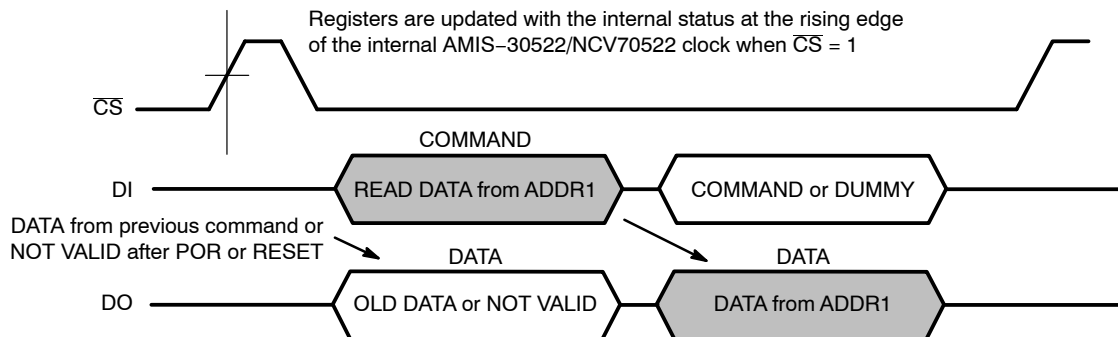 Registers are updated with the internal status at the rising edge
of the internal AMIS−30522/NCV70522 clock when C̅S̅ = 1
C̅S̅
COMMAND
DI
READ DATA from ADDR1
COMMAND or DUMMY
DATA from previous command or
NOT VALID after POR or RESET
DATA
DATA
DO
OLD DATA or NOT VALID
DATA from ADDR1